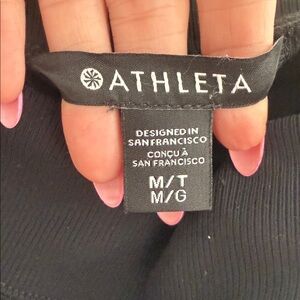 ATHLETA
DESIGNED IN
SAN FRANCISCO
CONÇU À
SAN FRANCISCO
M/T
M/G